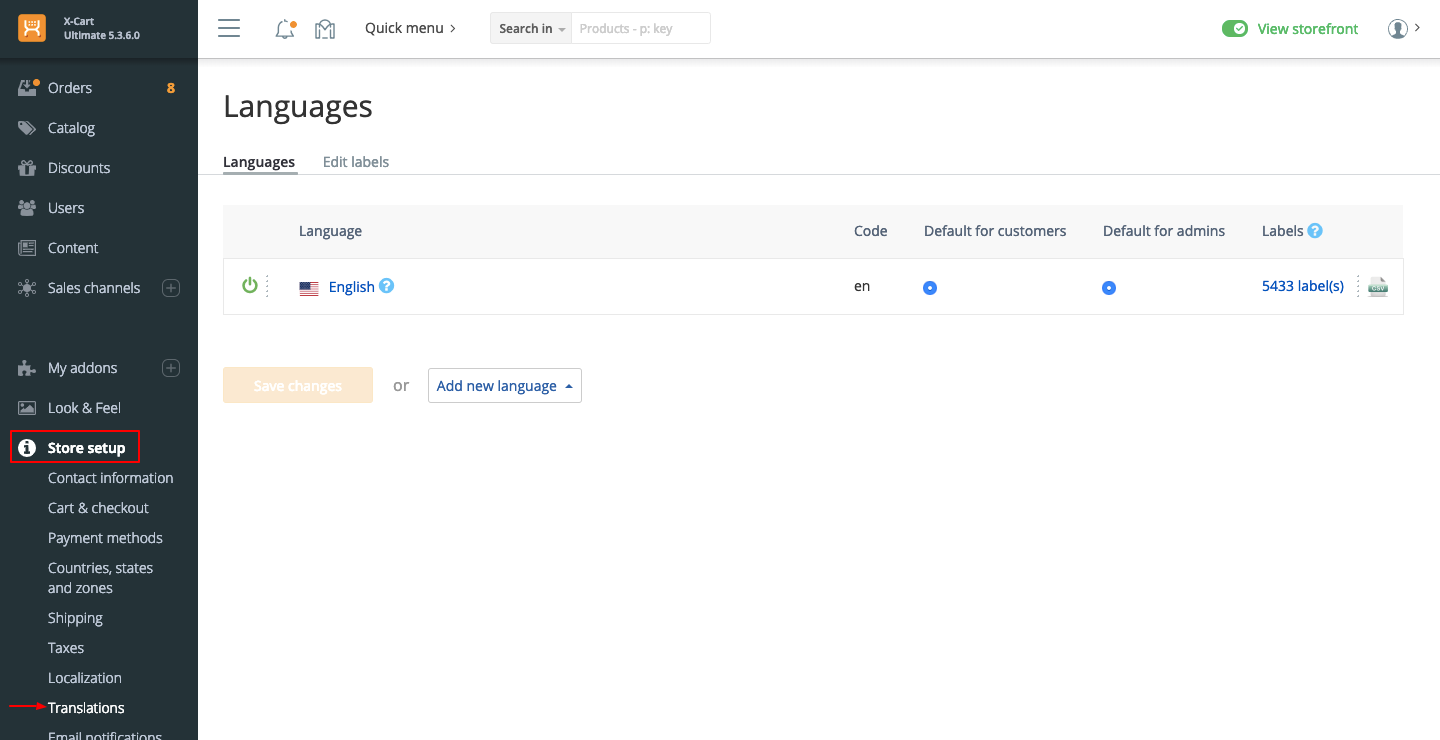 X-Cart
Ultimate 5.3.6.0
Quick menu
Search in
Products - p: key
View storefront
Orders 8
Catalog
Discounts
Users
Content
Sales channels
My addons
Look & Feel
Store setup
Contact information
Cart & checkout
Payment methods
Countries, states
and zones
Shipping
Taxes
Localization
Translations
Email notifications
Languages
Languages Edit labels
Language Code Default for customers Default for admins Labels ?
English ? en 5433 label(s) CSV
Save changes or Add new language